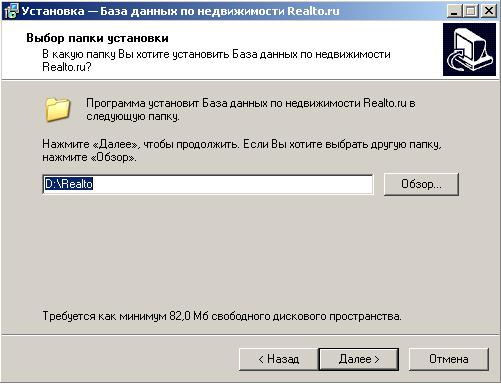 Установка — База данных по недвижимости Realto.ru
Выбор папки установки
В какую папку Вы хотите установить База данных по недвижимости
Realto.ru?
Программа установит База данных по недвижимости Realto.ru в
следующую папку.
Нажмите «Далее», чтобы продолжить. Если Вы хотите выбрать другую папку,
нажмите «Обзор».
D:\Realto
Обзор...
Требуется как минимум 82,0 Мб свободного дискового пространства.
< Назад
Далее >
Отмена